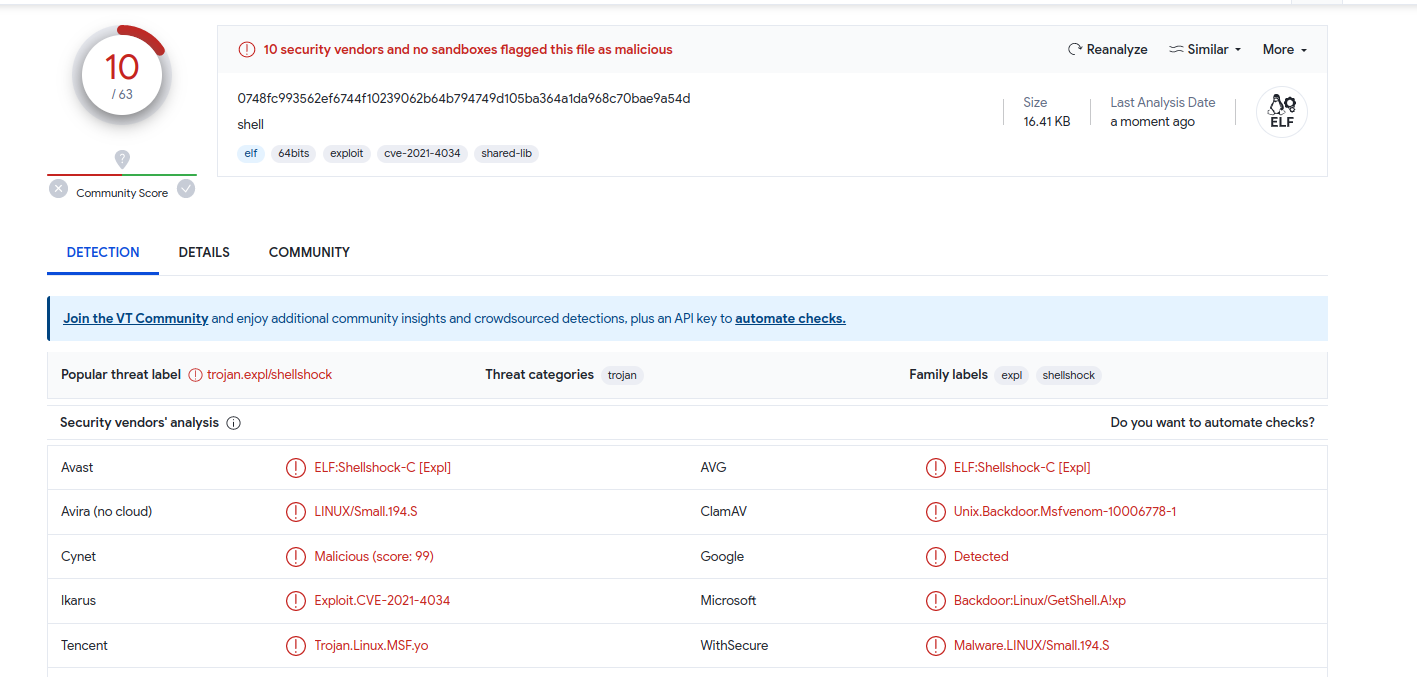 10
/ 63
Community Score
10 security vendors and no sandboxes flagged this file as malicious
Reanalyze
Similar
More
0748fc993562ef6744f10239062b64b794749d105ba364a1da968c70bae9a54d
shell
elf 64bits exploit cve-2021-4034 shared-lib
Size
16.41 KB
Last Analysis Date
a moment ago
ELF
DETECTION DETAILS COMMUNITY
Join the VT Community and enjoy additional community insights and crowdsourced detections, plus an API key to automate checks.
Popular threat label trojan.expl/shellshock Threat categories trojan Family labels expl shellshock
Security vendors' analysis Do you want to automate checks?
Avast ELF:Shellshock-C [Expl] AVG ELF:Shellshock-C [Expl]
Avira (no cloud) LINUX/Small.194.S ClamAV Unix.Backdoor.Msfvenom-10006778-1
Cynet Malicious (score: 99) Google Detected
Ikarus Exploit.CVE-2021-4034 Microsoft Backdoor:Linux/GetShell.A!xp
Tencent Trojan.Linux.MSF.yo WithSecure Malware.LINUX/Small.194.S